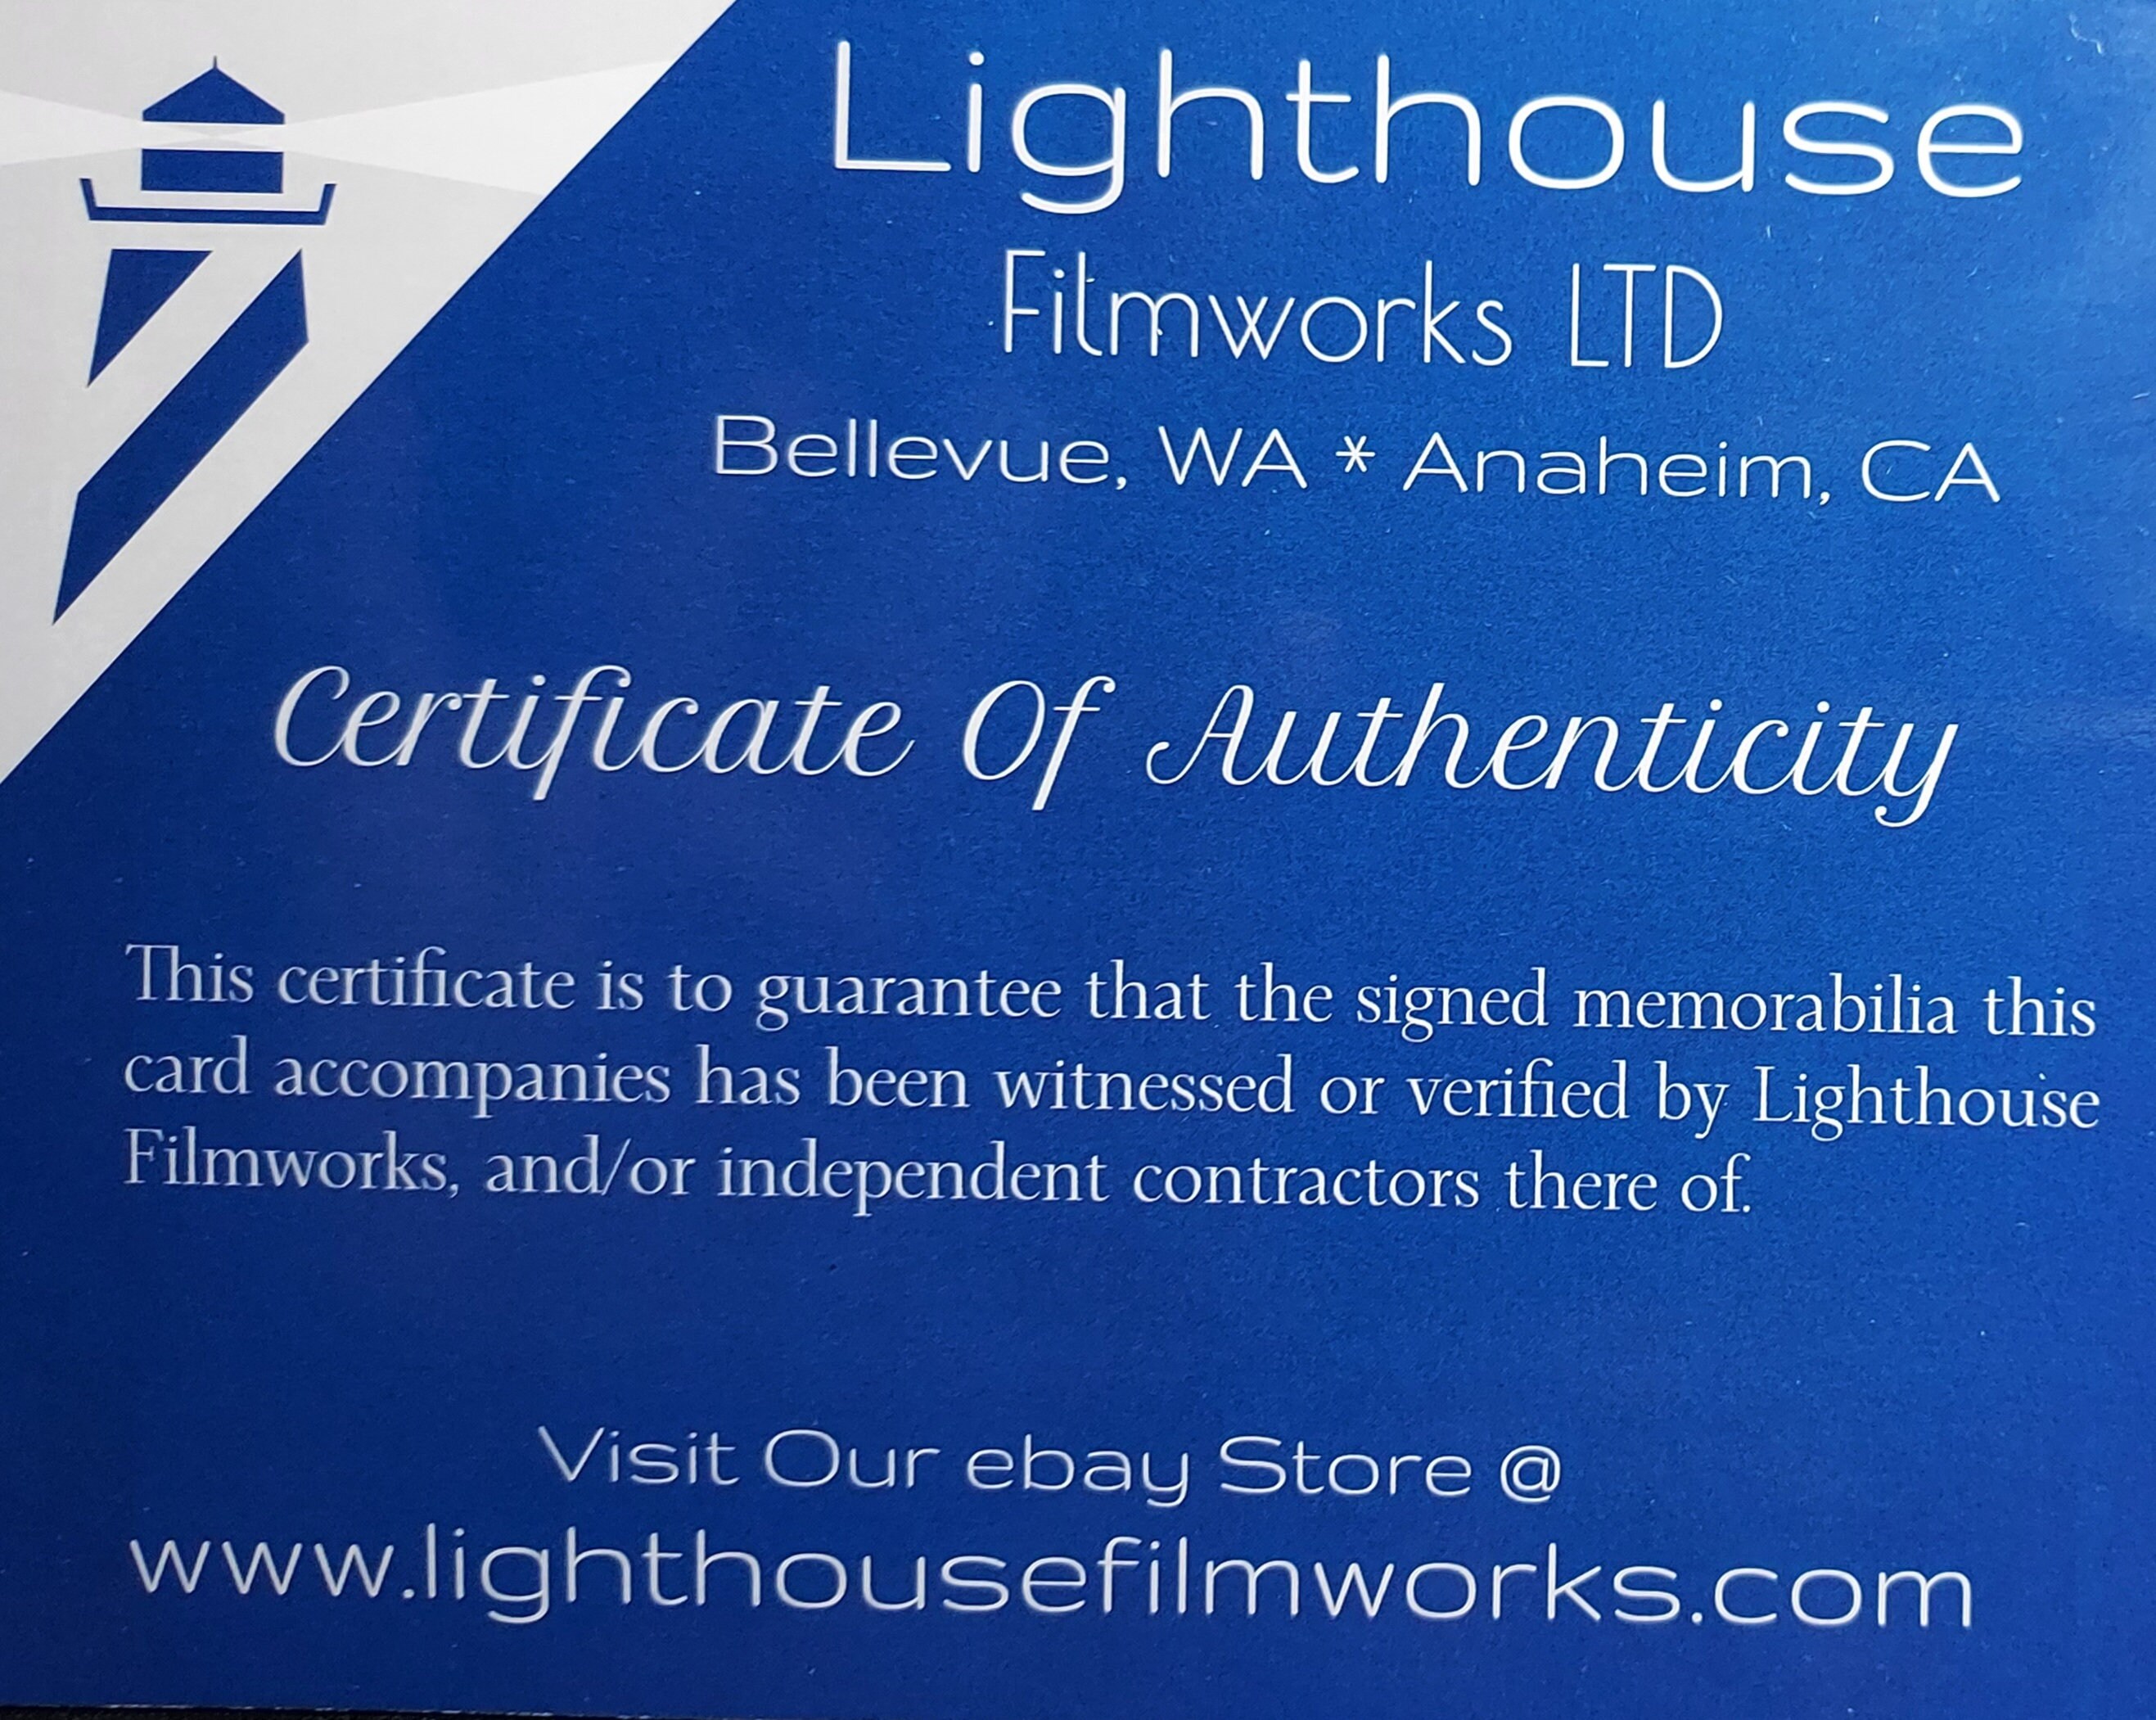 Lighthouse
Filmworks LTD
Bellevue, WA * Anaheim, CA
Certificate Of Authenticity
This certificate is to guarantee that the signed memorabilia this
card accompanies has been witnessed or verified by Lighthouse
Filmworks, and/or independent contractors there of.
Visit Our ebay Store @
www.lighthousefilmworks.com